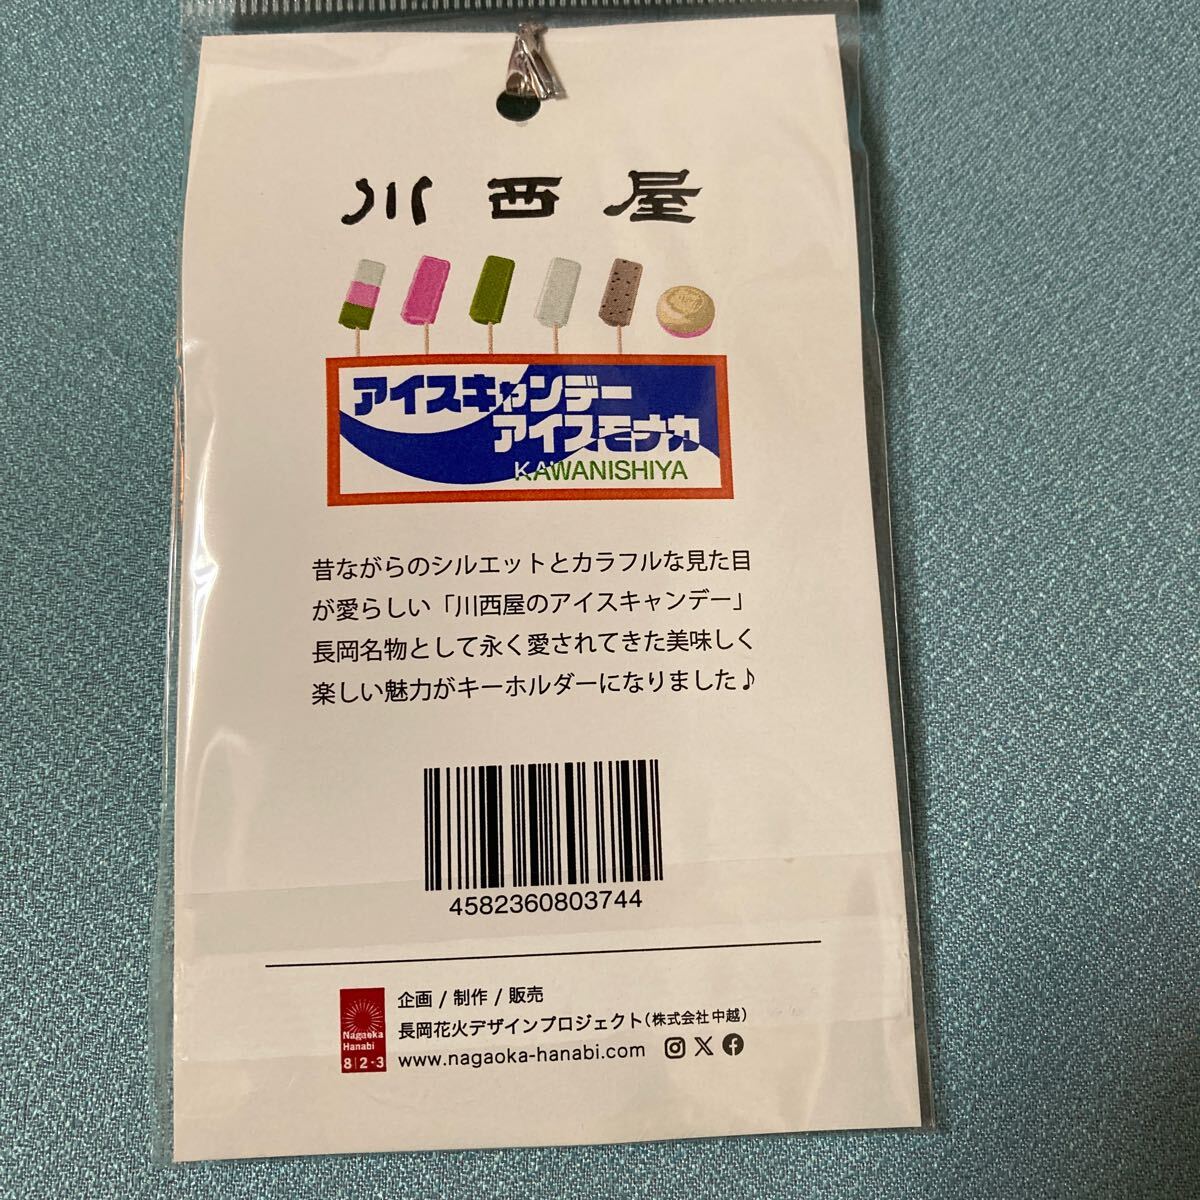 川西屋
アイスキャンデー
アイスモナカ
KAWANISHIYA
昔ながらのシルエットとカラフルな見た目
が愛らしい「川西屋のアイスキャンデー」
長岡名物として永く愛されてきた美味しく
楽しい魅力がキーホルダーになりました♪
4582360803744
企画 / 制作 / 販売
長岡花火デザインプロジェクト(株式会社中越)
www.nagaoka-hanabi.com
Nagaoka
Hanabi
8|2・3